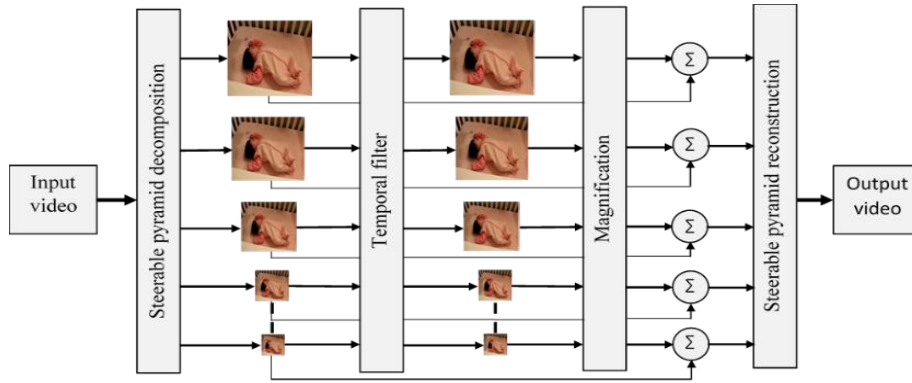 Input
video
Steerable pyramid decomposition
Temporal filter
Magnification
Σ
Σ
Σ
Σ
Σ
Steerable pyramid reconstruction
Output
video